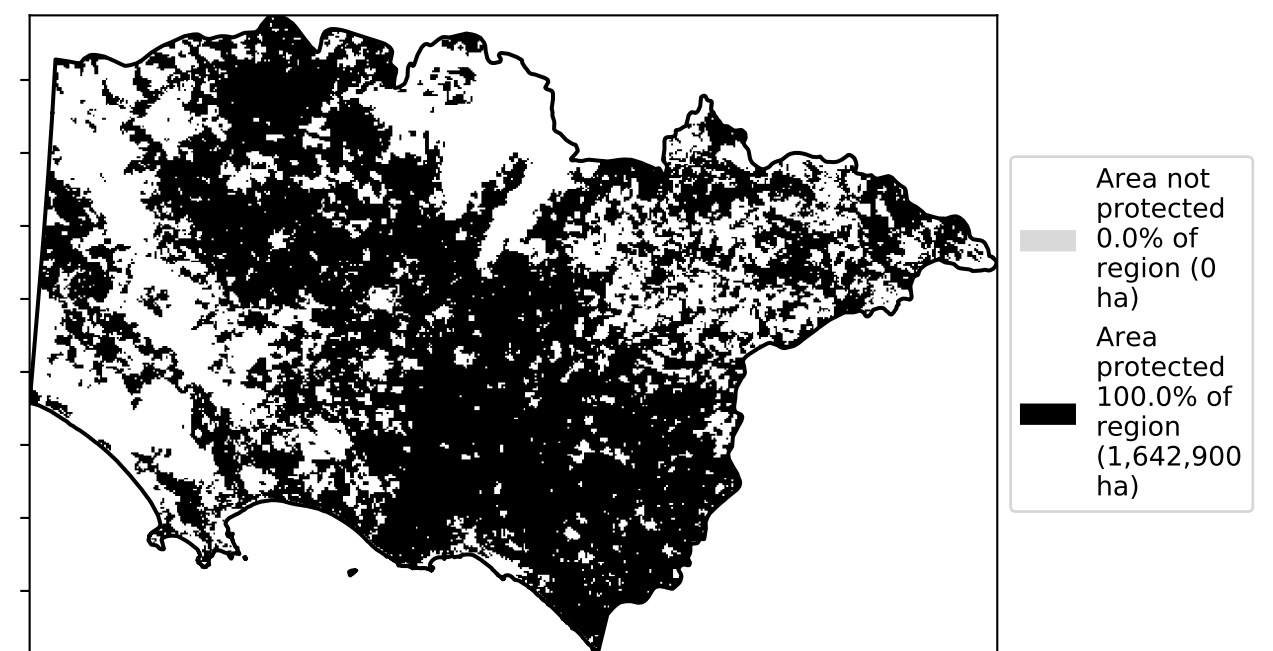 Area not
protected
0.0% of
region (0
ha)
Area
protected
100.0% of
region
(1,642,900
ha)